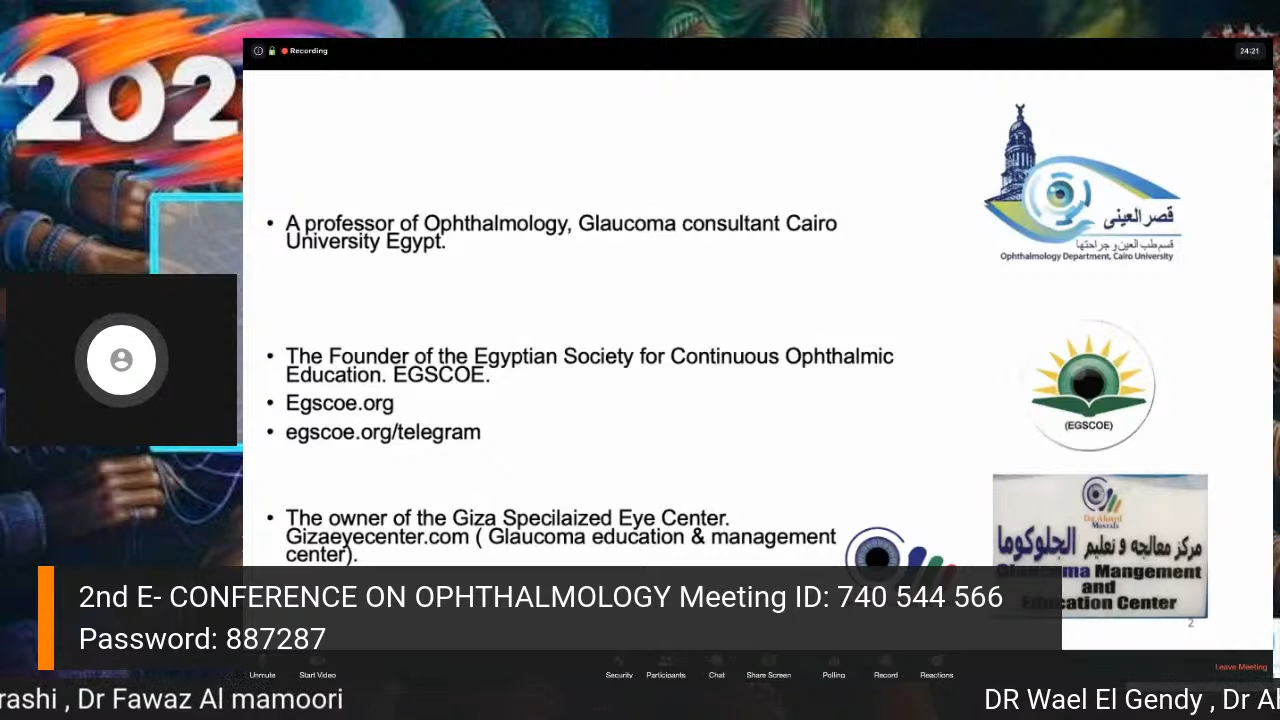 202
Recording
24:21
• A professor of Ophthalmology, Glaucoma consultant Cairo
University Egypt.
قصر العيني
قسم طب العين و جراحتها
Ophthalmology Department, Cairo University
• The Founder of the Egyptian Society for Continuous Ophthalmic
Education. EGSCOE.
• Egscoe.org
• egscoe.org/telegram
(EGSCOE)
• The owner of the Giza Specilaized Eye Center.
Gizaeyecenter.com ( Glaucoma education & management
center).
Dr Ahmed
Mostafa
مركز معالجه و تعليم الجلوكوما
Glaucoma Mangement
and
Education Center
2
2nd E- CONFERENCE ON OPHTHALMOLOGY Meeting ID: 740 544 566
Password: 887287
Unmute
Start Video
Security
Participants
Chat
Share Screen
Polling
Record
Reactions
Leave Meeting
rashi , Dr Fawaz Al mamoori
DR Wael El Gendy , Dr